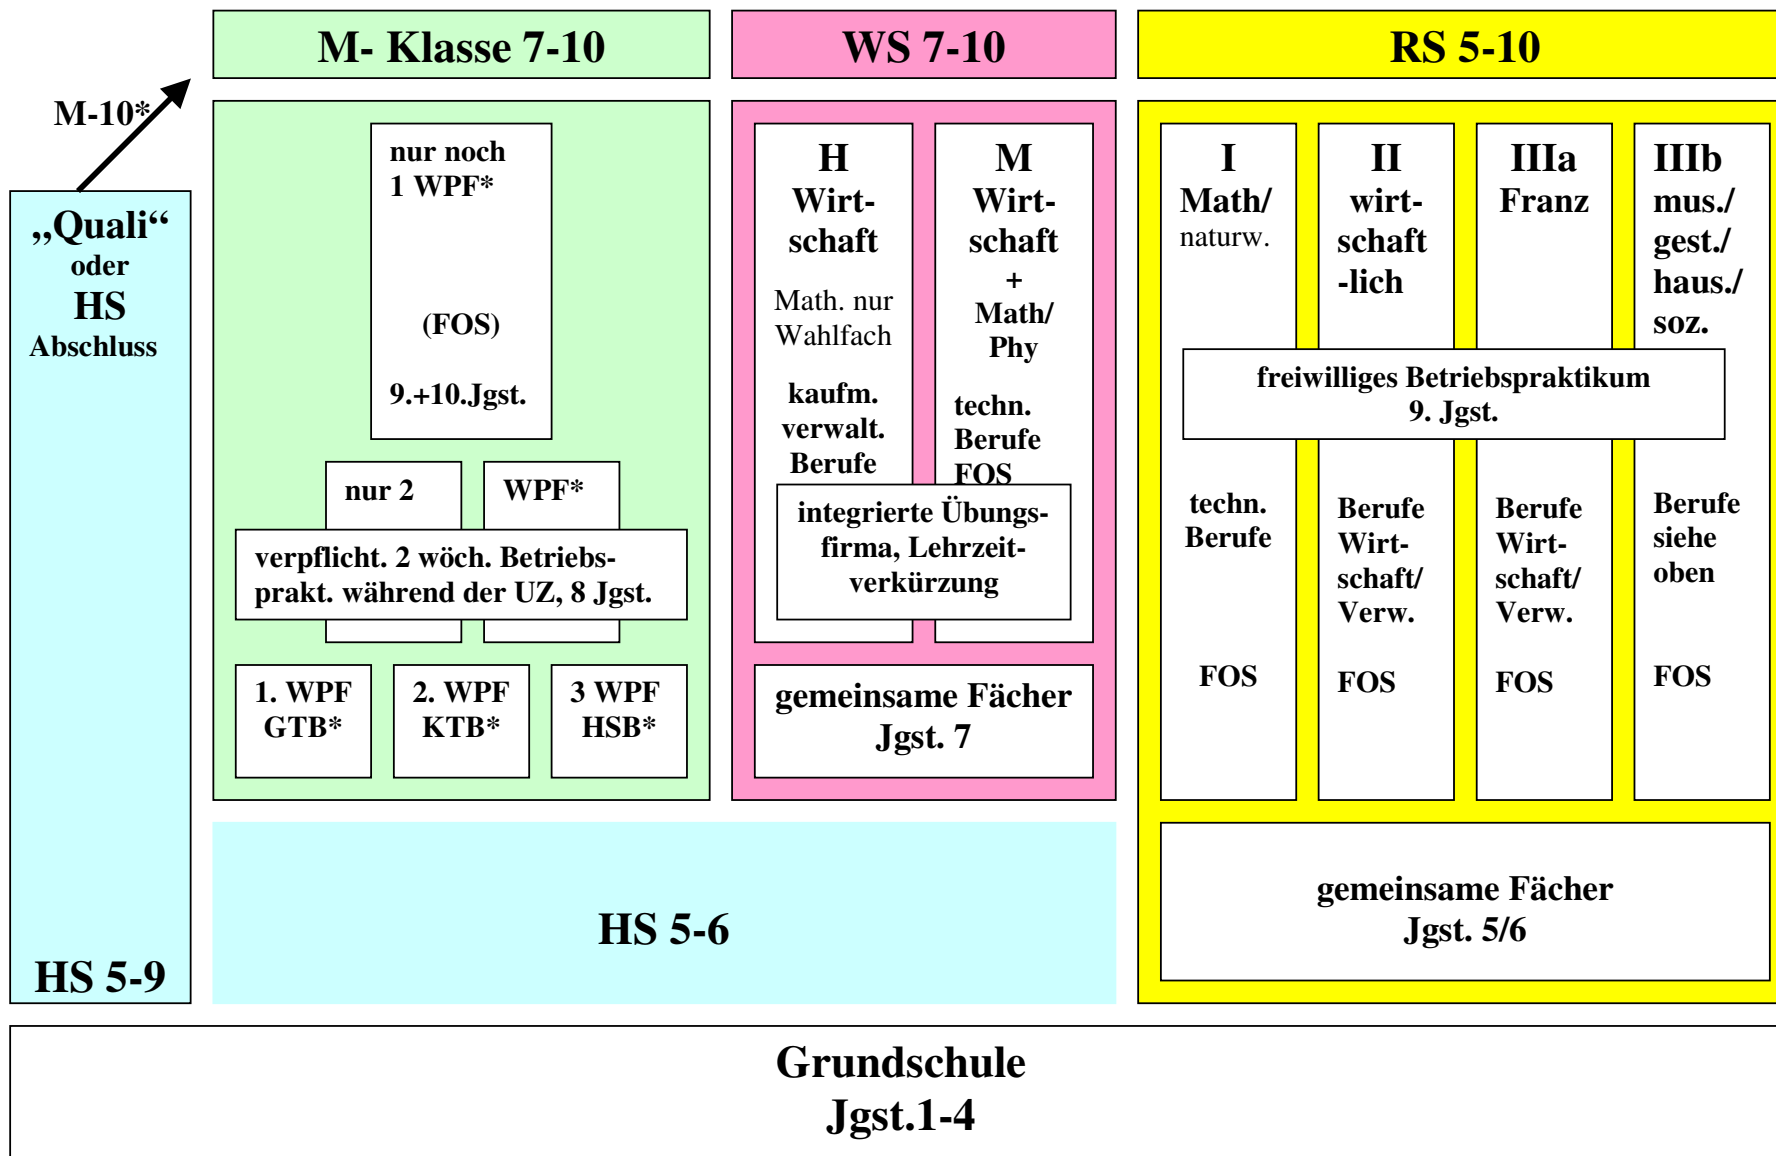 M- Klasse 7-10
WS 7-10
RS 5-10
M-10*
„Quali“
oder
HS
Abschluss
HS 5-9
nur noch
1 WPF*
(FOS)
9.+10.Jgst.
nur 2
WPF*
verpflicht. 2 wöch. Betriebs-
prakt. während der UZ, 8 Jgst.
1. WPF
GTB*
2. WPF
KTB*
3 WPF
HSB*
H
Wirt-
schaft
Math. nur
Wahlfach
kaufm.
verwalt.
Berufe
M
Wirt-
schaft
+
Math/
Phy
techn.
Berufe
FOS
integrierte Übungs-
firma, Lehrzeit-
verkürzung
gemeinsame Fächer
Jgst. 7
HS 5-6
I
Math/
naturw.
II
wirt-
schaft
-lich
IIIa
Franz
IIIb
mus./
gest./
haus./
soz.
freiwilliges Betriebspraktikum
9. Jgst.
techn.
Berufe
FOS
Berufe
Wirt-
schaft/
Verw.
FOS
Berufe
Wirt-
schaft/
Verw.
FOS
Berufe
siehe
oben
FOS
gemeinsame Fächer
Jgst. 5/6
Grundschule
Jgst.1-4